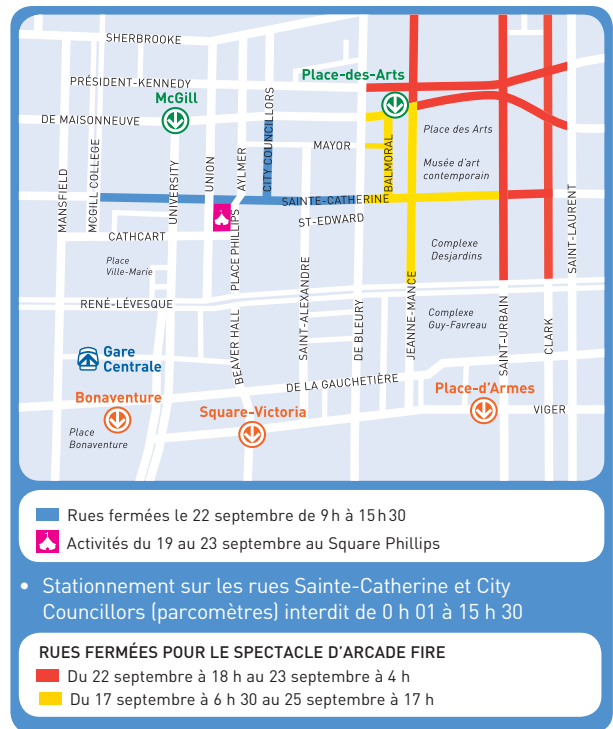 SHERBROOKE
Place-des-Arts
PRÉSIDENT-KENNEDY
McGill
DE MAISONNEUVE
CITY COUNCILLORS
MAYOR
BALMORAL
Place des Arts
Musée d'art
contemporain
MANSFIELD
MCGILL COLLEGE
UNIVERSITY
UNION
AYLMER
SAINTE-CATHERINE
ST-EDWARD
SAINT-LAURENT
CATHCART
PLACE PHILLIPS
Place
Ville-Marie
Complexe
Desjardins
RENÉ-LÉVESQUE
BEAVER HALL
SAINT-ALEXANDRE
DE BLEURY
JEANNE-MANCE
Complexe
Guy-Favreau
SAINT-URBAIN
CLARK
Gare
Centrale
DE LA GAUCHETIÈRE
Place-d'Armes
Bonaventure
Square-Victoria
VIGER
Place
Bonaventure
Rues fermées le 22 septembre de 9 h à 15 h 30
Activités du 19 au 23 septembre au Square Phillips
• Stationnement sur les rues Sainte-Catherine et City
Councillors (parcomètres) interdit de 0 h 01 à 15 h 30
RUES FERMÉES POUR LE SPECTACLE D'ARCADE FIRE
Du 22 septembre à 18 h au 23 septembre à 4 h
Du 17 septembre à 6 h 30 au 25 septembre à 17 h